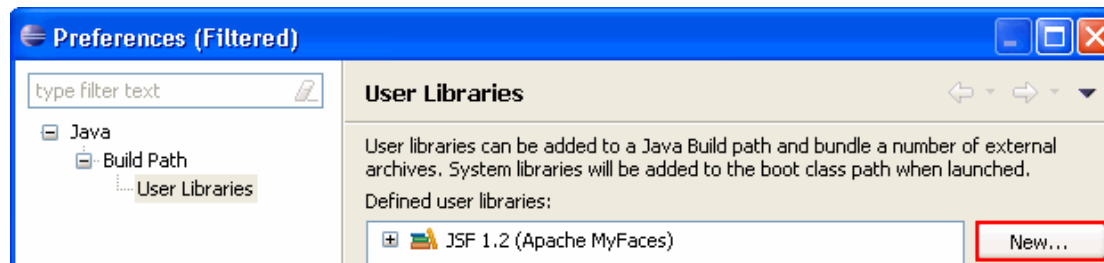 Preferences (Filtered)
type filter text
User Libraries
Java
Build Path
User Libraries
User libraries can be added to a Java Build path and bundle a number of external
archives. System libraries will be added to the boot class path when launched.
Defined user libraries:
JSF 1.2 (Apache MyFaces)
New...